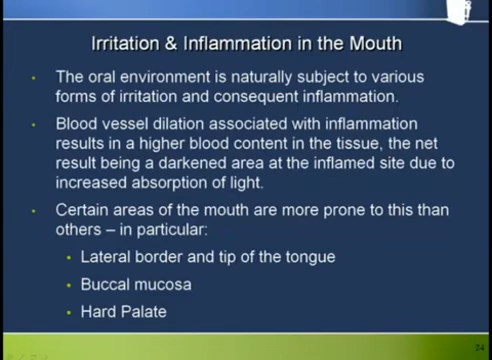 Irritation & Inflammation in the Mouth
• The oral environment is naturally subject to various
forms of irritation and consequent inflammation.
• Blood vessel dilation associated with inflammation
results in a higher blood content in the tissue, the net
result being a darkened area at the inflamed site due to
increased absorption of light.
• Certain areas of the mouth are more prone to this than
others – in particular:
• Lateral border and tip of the tongue
• Buccal mucosa
• Hard Palate
24